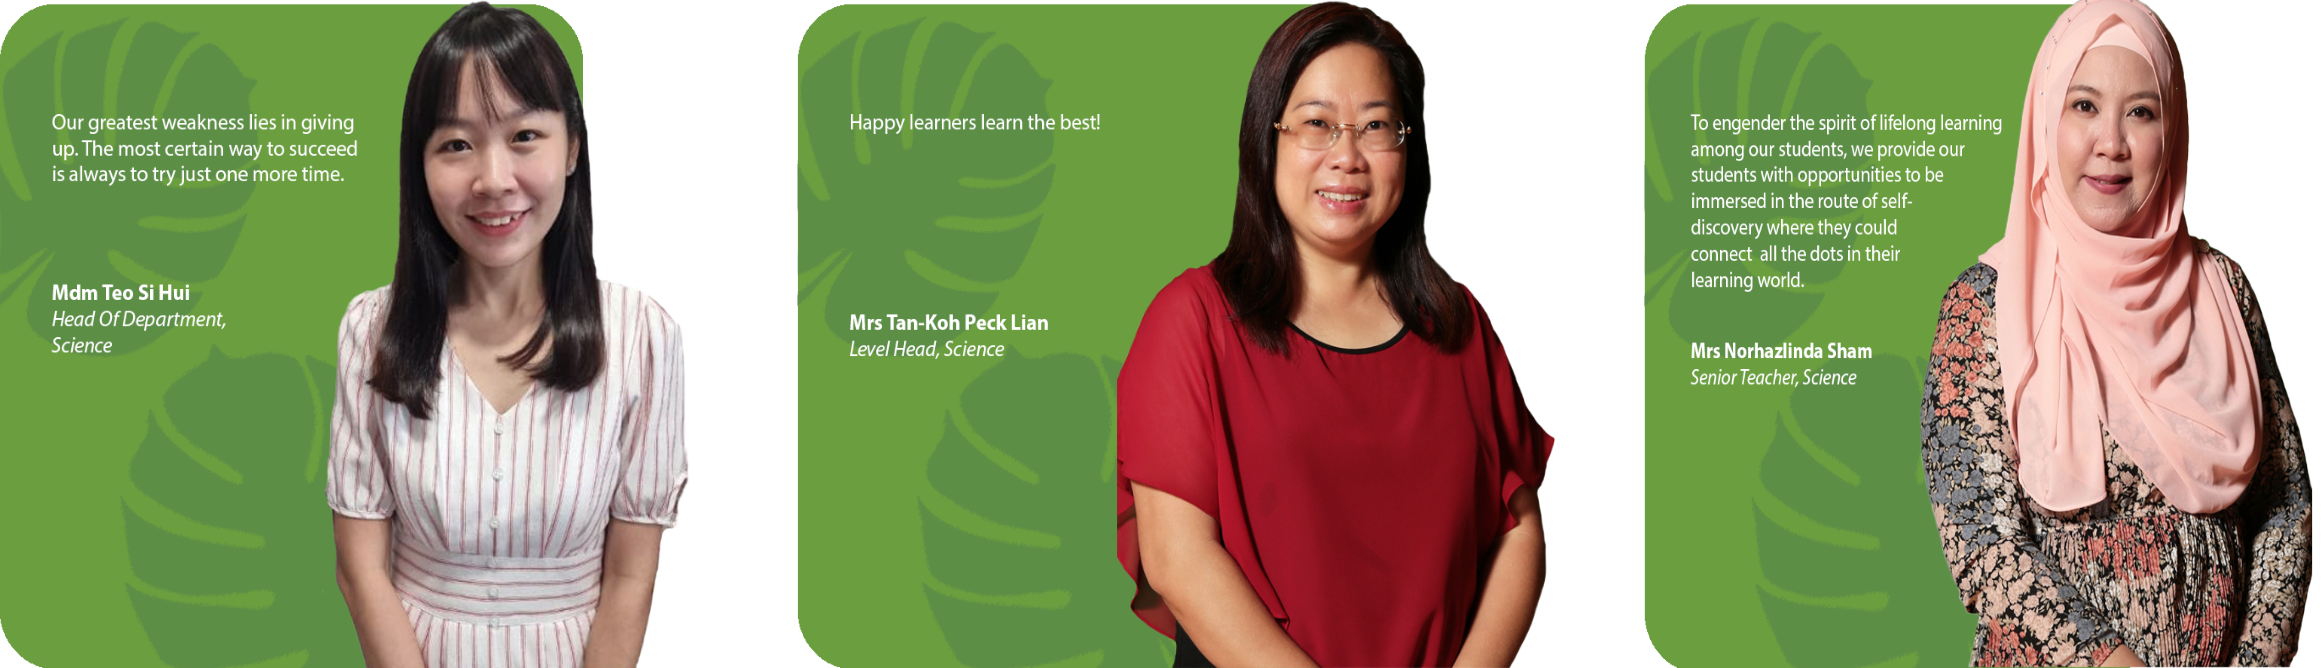 Our greatest weakness lies in giving
up. The most certain way to succeed
is always to try just one more time.
Mdm Teo Si Hui
Head Of Department,
Science
Happy learners learn the best!
Mrs Tan-Koh Peck Lian
Level Head, Science
To engender the spirit of lifelong learning
among our students, we provide our
students with opportunities to be
immersed in the route of self-
discovery where they could
connect  all the dots in their
learning world.
Mrs Norhazlinda Sham
Senior Teacher, Science